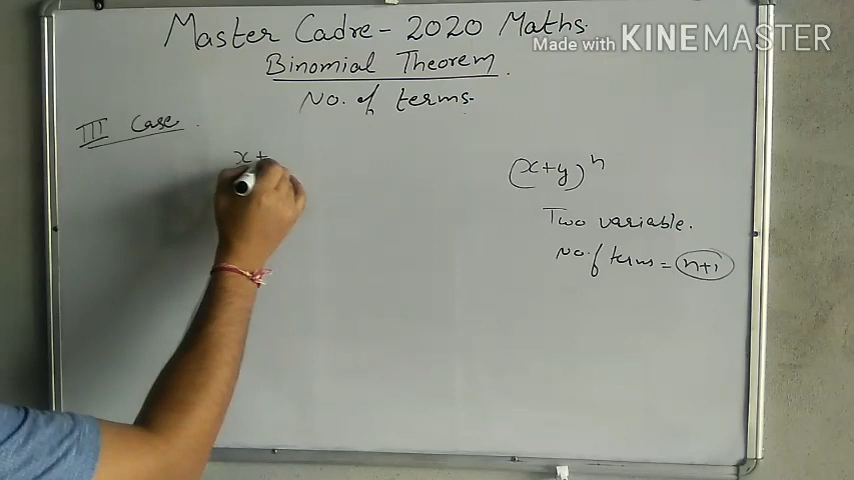 Master Cadre - 2020 Maths.
Made with KINEMASTER
Binomial Theorem.
No. of terms.
III Case.
x+
(x+y)^n
Two variable.
No. of terms = n+1